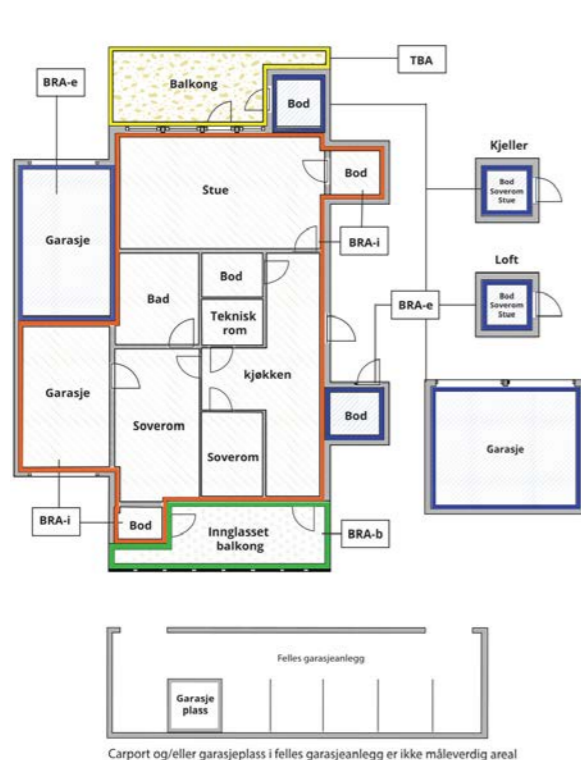 TBA
BRA-e
Balkong
Bod
Kjeller
Bod
Bod
Soverom
Stue
Stue
Garasje
BRA-i
Loft
Bod
Bad
Bod
Soverom
Stue
BRA-e
Teknisk
rom
kjøkken
Garasje
Bod
Soverom
Soverom
Garasje
BRA-i
Bod
Innglasset
balkong
BRA-b
Felles garasjeanlegg
Garasje
plass
Carport og/eller garasjeplass i felles garasjeanlegg er ikke måleverdig areal